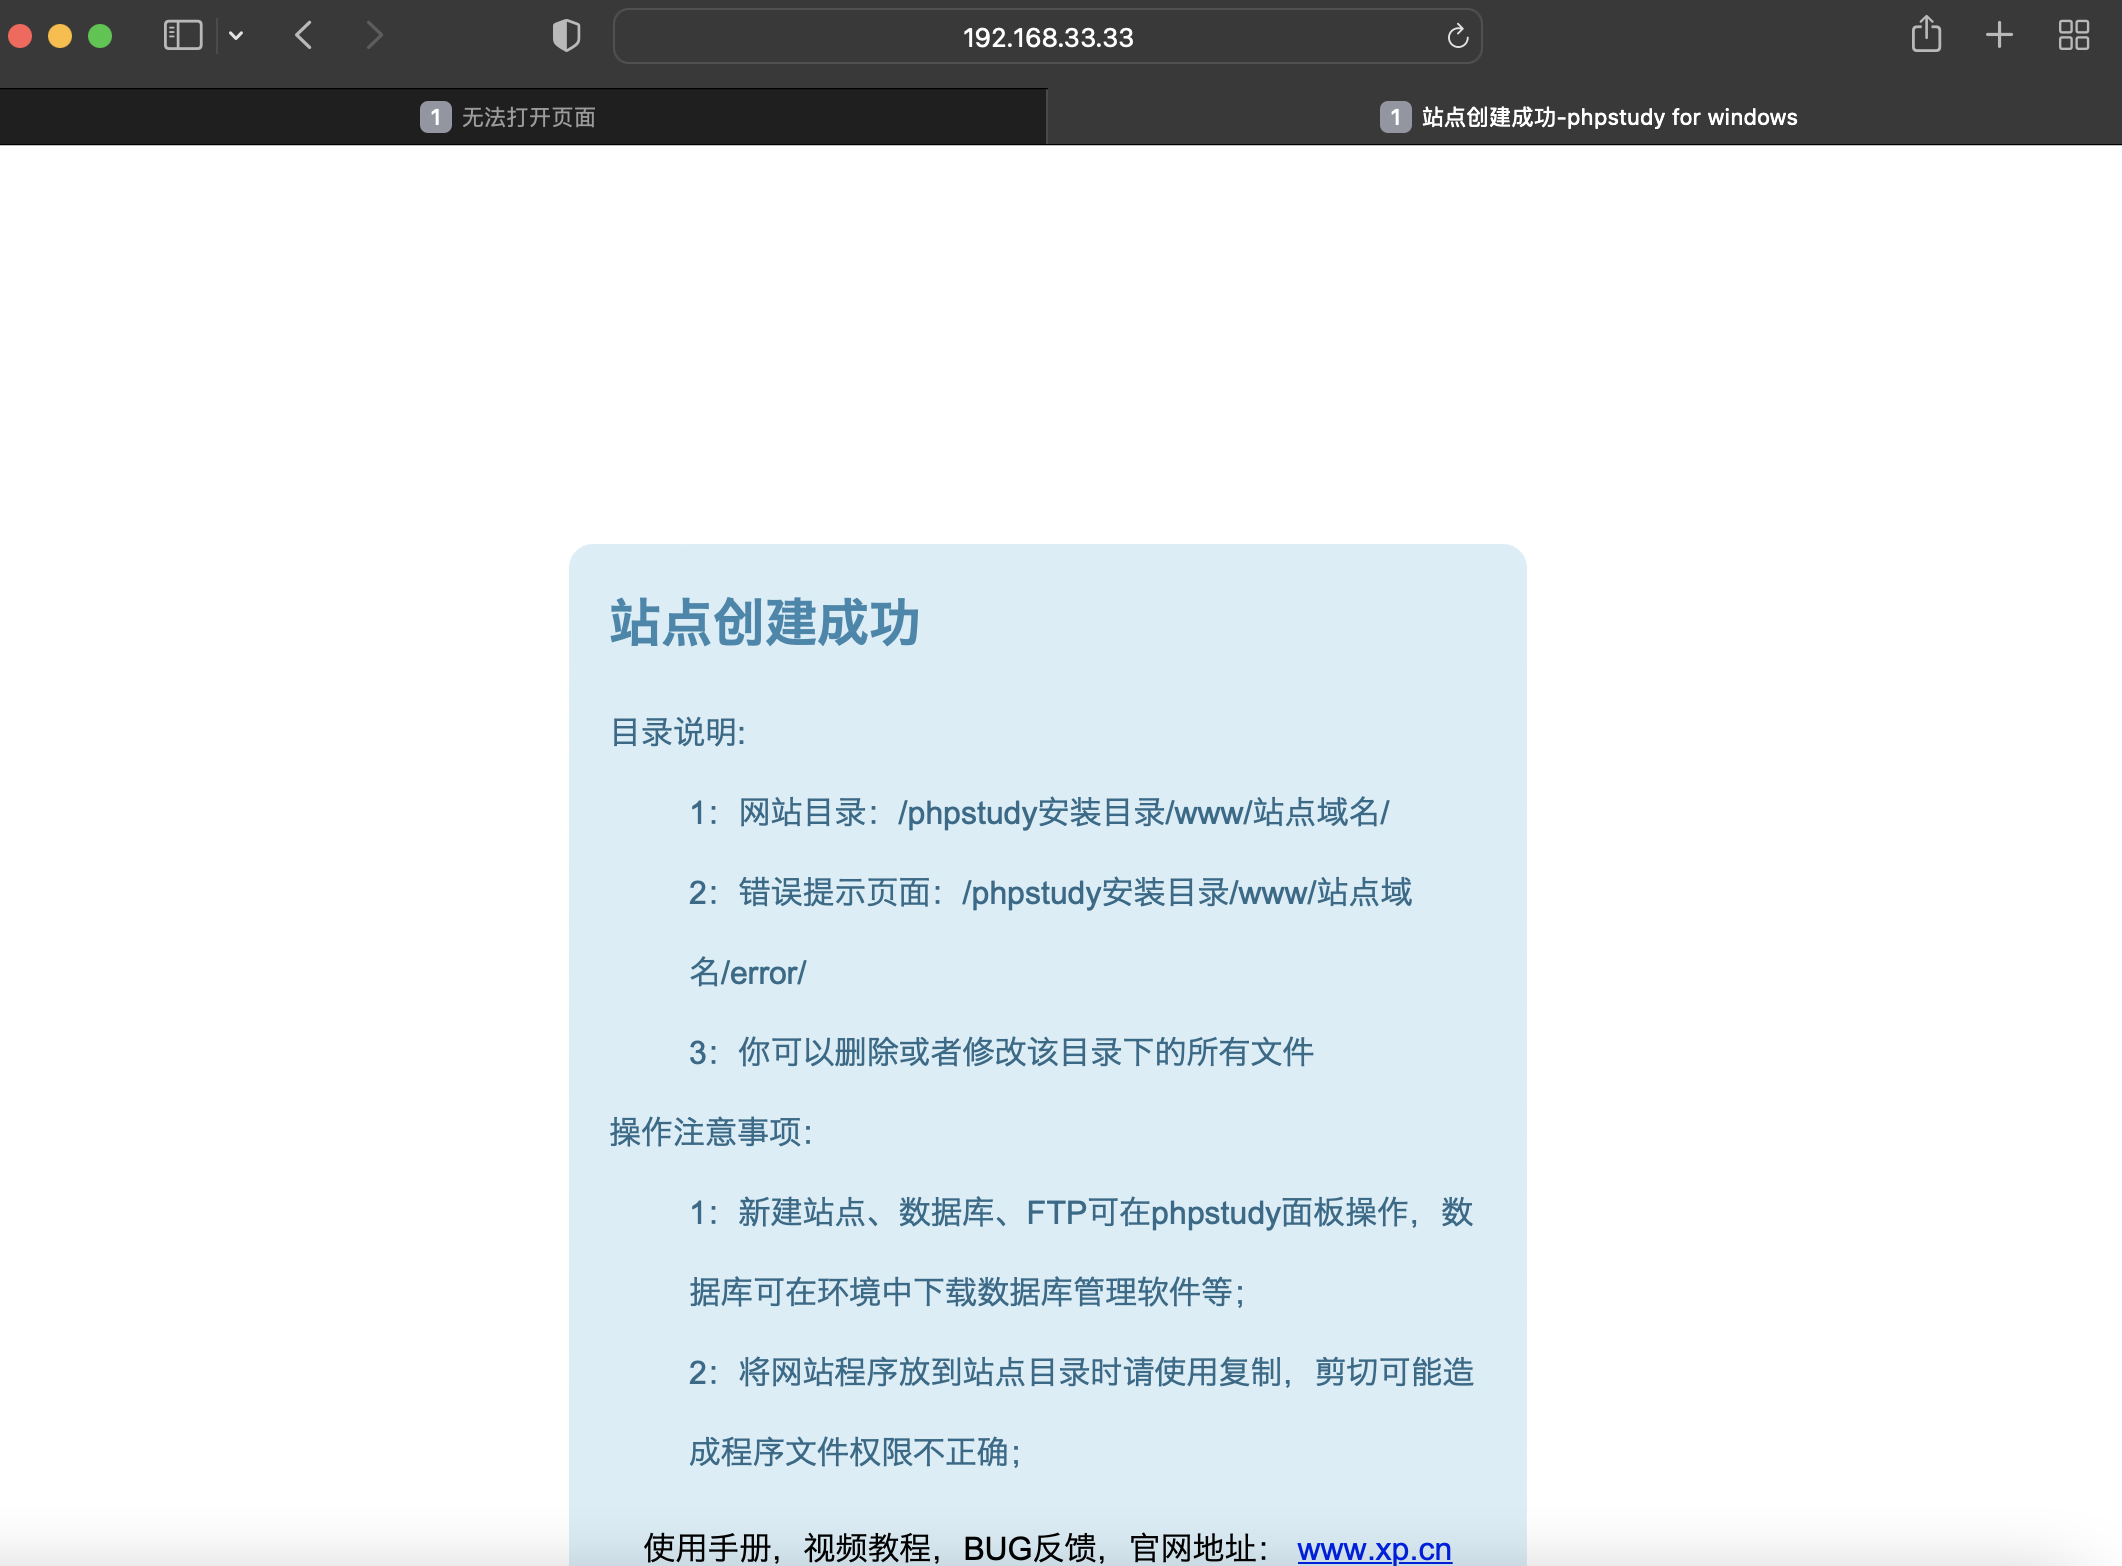 192.168.33.33
1 无法打开页面
1 站点创建成功-phpstudy for windows
站点创建成功
目录说明:
1：网站目录：/phpstudy安装目录/www/站点域名/
2：错误提示页面：/phpstudy安装目录/www/站点域
名/error/
3：你可以删除或者修改该目录下的所有文件
操作注意事项:
1：新建站点、数据库、FTP可在phpstudy面板操作，数
据库可在环境中下载数据库管理软件等；
2：将网站程序放到站点目录时请使用复制，剪切可能造
成程序文件权限不正确；
使用手册，视频教程，BUG反馈，官网地址： www.xp.cn